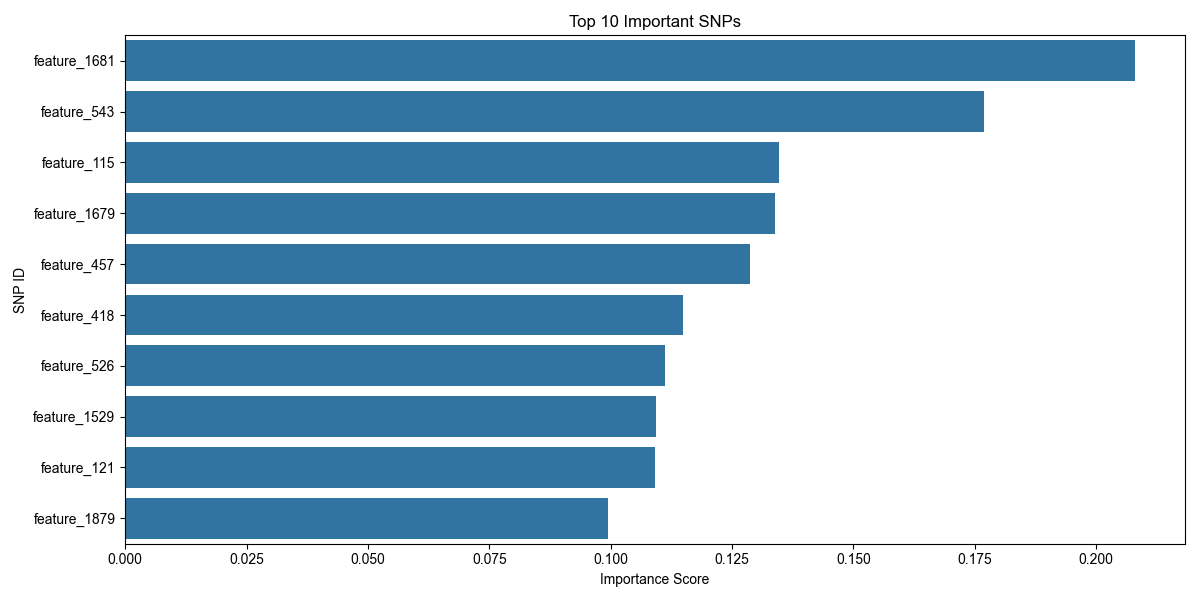 Top 10 Important SNPs
SNP ID
feature_1681
feature_543
feature_115
feature_1679
feature_457
feature_418
feature_526
feature_1529
feature_121
feature_1879
0.000 0.025 0.050 0.075 0.100 0.125 0.150 0.175 0.200
Importance Score